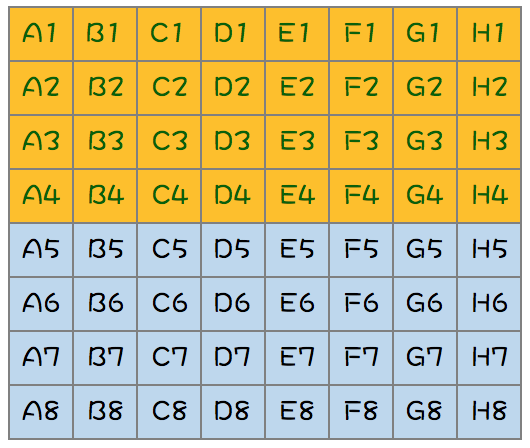 A1 B1 C1 D1 E1 F1 G1 H1
A2 B2 C2 D2 E2 F2 G2 H2
A3 B3 C3 D3 E3 F3 G3 H3
A4 B4 C4 D4 E4 F4 G4 H4
A5 B5 C5 D5 E5 F5 G5 H5
A6 B6 C6 D6 E6 F6 G6 H6
A7 B7 C7 D7 E7 F7 G7 H7
A8 B8 C8 D8 E8 F8 G8 H8